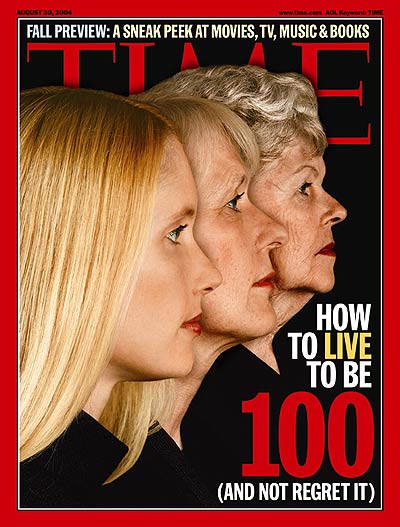 AUGUST 30, 2004
www.time.com AOL Keyword: TIME
FALL PREVIEW: A SNEAK PEEK AT MOVIES, TV, MUSIC & BOOKS
TIME
HOW
TO LIVE
TO BE
100
(AND NOT REGRET IT)